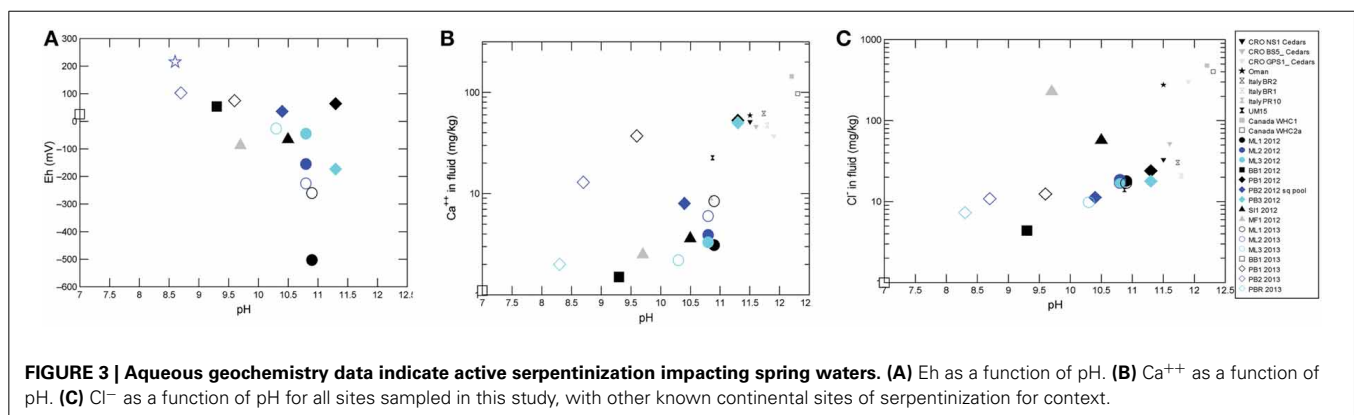 A
300
200
100
0
−100
−200
−300
−400
−500
−600
Eh (mV)
7 7.5 8 8.5 9 9.5 10 10.5 11 11.5 12 12.5
pH
B
100
10
1
Ca++ in fluid (mg/kg)
7 7.5 8 8.5 9 9.5 10 10.5 11 11.5 12 12.5
pH
C
1000
100
10
1
Cl- in fluid (mg/kg)
7 7.5 8 8.5 9 9.5 10 10.5 11 11.5 12 12.5
pH
CRO NS1 Cedars
CRO BS5_ Cedars
CRO GPS1_ Cedars
Oman
Italy BR2
Italy BR1
Italy PR10
UM15
Canada WHC1
Canada WHC2a
ML1 2012
ML2 2012
ML3 2012
BB1 2012
PB1 2012
PB2 2012 sq pool
PB3 2012
SI1 2012
MF1 2012
ML1 2013
ML2 2013
ML3 2013
BB1 2013
PB1 2013
PB2 2013
PBR 2013
FIGURE 3 | Aqueous geochemistry data indicate active serpentinization impacting spring waters. (A) Eh as a function of pH. (B) Ca++ as a function of
pH. (C) Cl− as a function of pH for all sites sampled in this study, with other known continental sites of serpentinization for context.